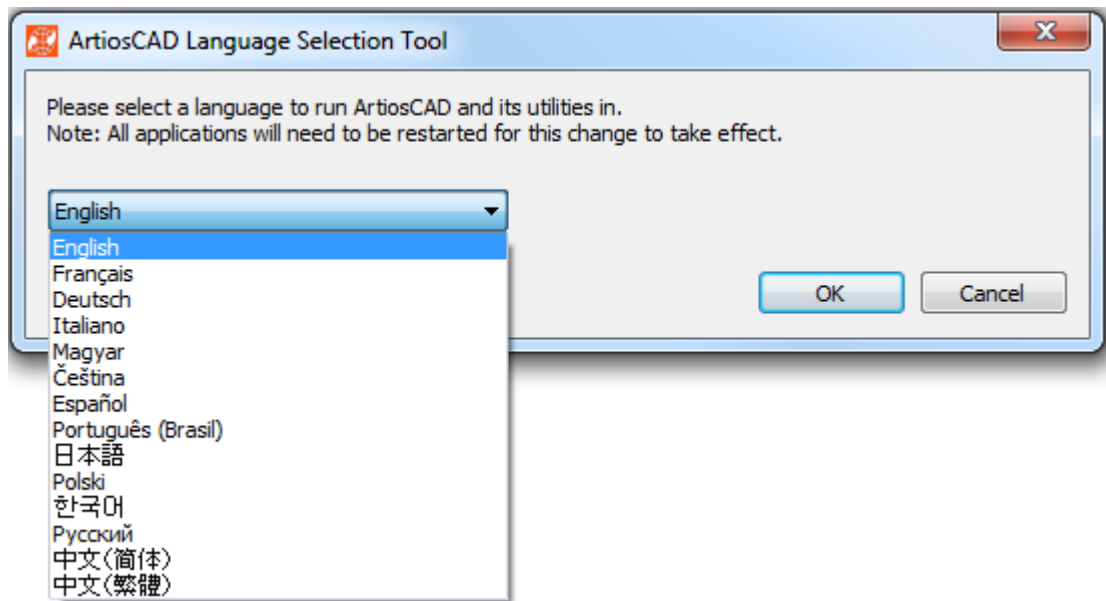 ArtiosCAD Language Selection Tool
Please select a language to run ArtiosCAD and its utilities in.
Note: All applications will need to be restarted for this change to take effect.
English
English
Français
Deutsch
OK
Cancel
Italiano
Magyar
Čeština
Español
Português (Brasil)
日本語
Polski
한국어
Русский
中文(简体)
中文(繁體)